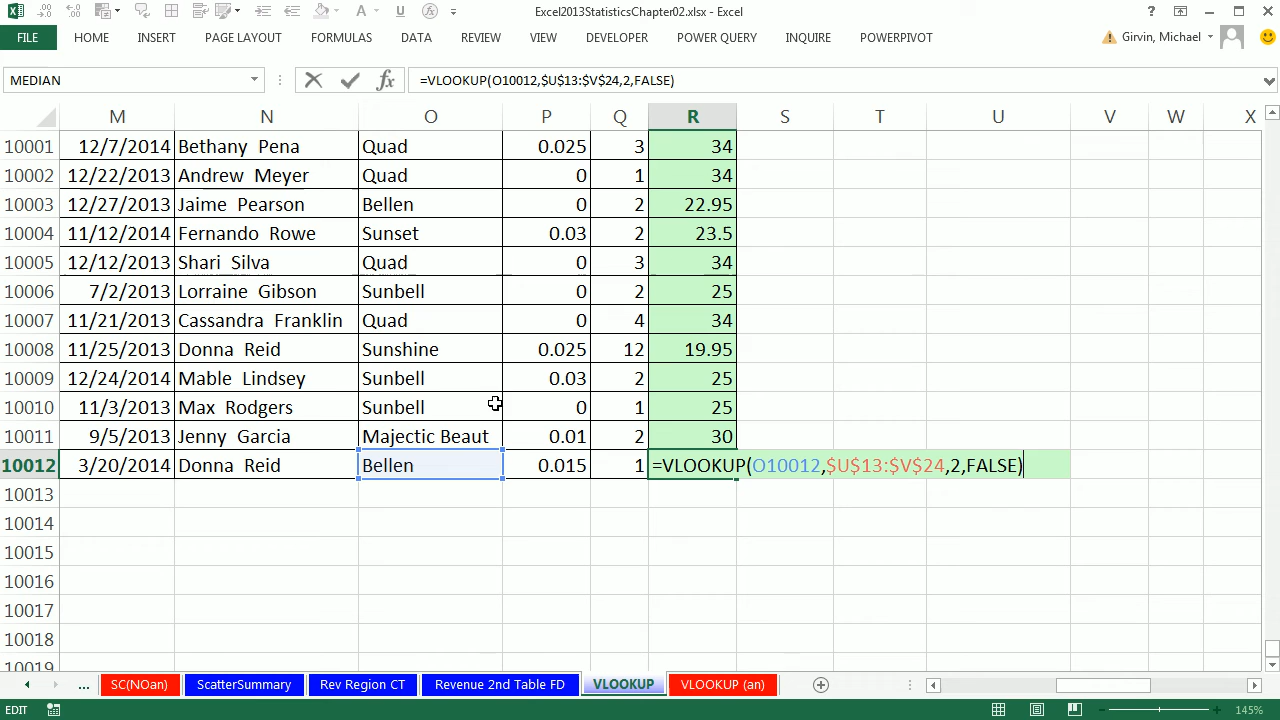 Excel2013StatisticsChapter02.xlsx - Excel
FILE HOME INSERT PAGE LAYOUT FORMULAS DATA REVIEW VIEW DEVELOPER POWER QUERY INQUIRE POWERPIVOT Girvin, Michael
MEDIAN =VLOOKUP(O10012,$U$13:$V$24,2,FALSE)
M N O P Q R S T U V W X
10001 12/7/2014 Bethany Pena Quad 0.025 3 34
10002 12/22/2013 Andrew Meyer Quad 0 1 34
10003 12/27/2013 Jaime Pearson Bellen 0 2 22.95
10004 11/12/2014 Fernando Rowe Sunset 0.03 2 23.5
10005 12/12/2013 Shari Silva Quad 0 3 34
10006 7/2/2013 Lorraine Gibson Sunbell 0 2 25
10007 11/21/2013 Cassandra Franklin Quad 0 4 34
10008 11/25/2013 Donna Reid Sunshine 0.025 12 19.95
10009 12/24/2014 Mable Lindsey Sunbell 0.03 2 25
10010 11/3/2013 Max Rodgers Sunbell 0 1 25
10011 9/5/2013 Jenny Garcia Majectic Beaut 0.01 2 30
10012 3/20/2014 Donna Reid Bellen 0.015 1 =VLOOKUP(O10012,$U$13:$V$24,2,FALSE)
10013
10014
10015
10016
10017
10018
10019
... SC(NOan) ScatterSummary Rev Region CT Revenue 2nd Table FD VLOOKUP VLOOKUP (an)
EDIT 145%